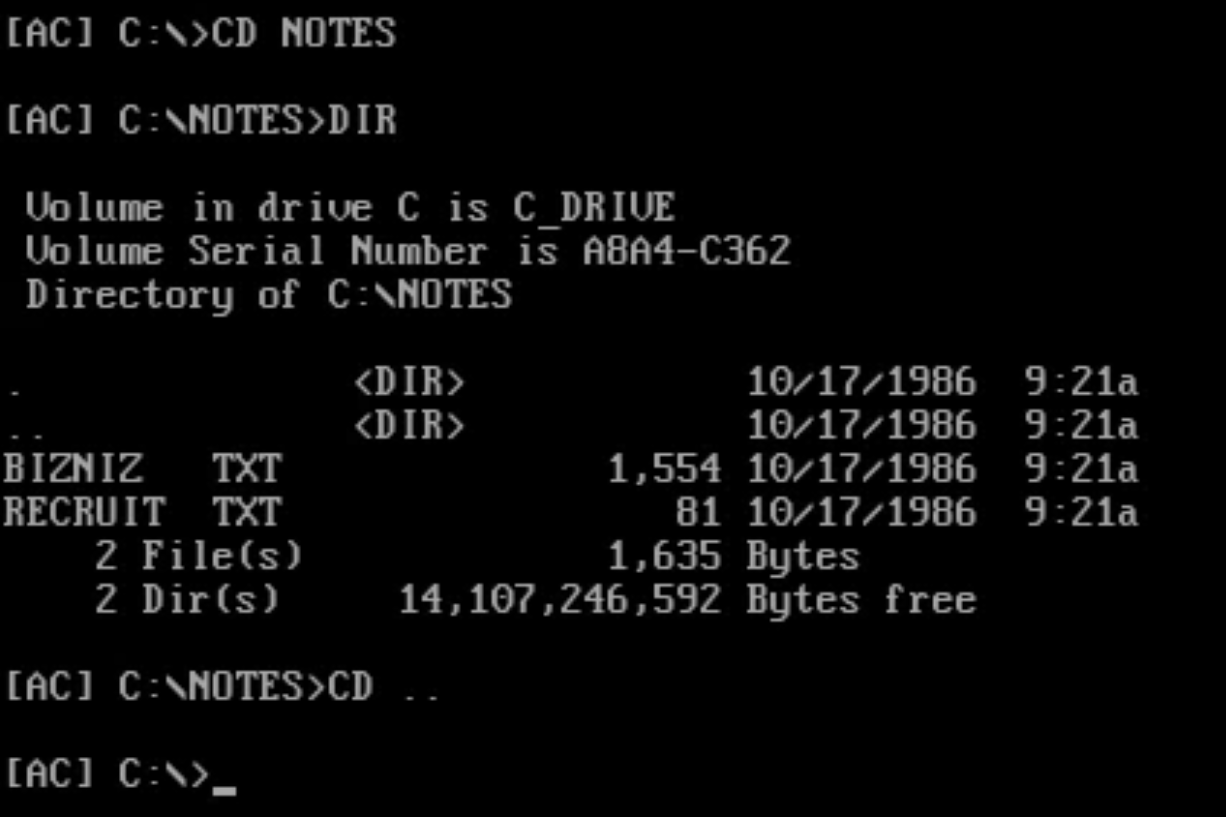 [AC] C:\>CD NOTES
[AC] C:\NOTES>DIR
Volume in drive C is C_DRIVE
Volume Serial Number is A8A4-C362
Directory of C:\NOTES
. <DIR> 10/17/1986 9:21a
.. <DIR> 10/17/1986 9:21a
BIZNIZ TXT 1,554 10/17/1986 9:21a
RECRUIT TXT 81 10/17/1986 9:21a
2 File(s) 1,635 Bytes
2 Dir(s) 14,107,246,592 Bytes free
[AC] C:\NOTES>CD ..
[AC] C:\>_